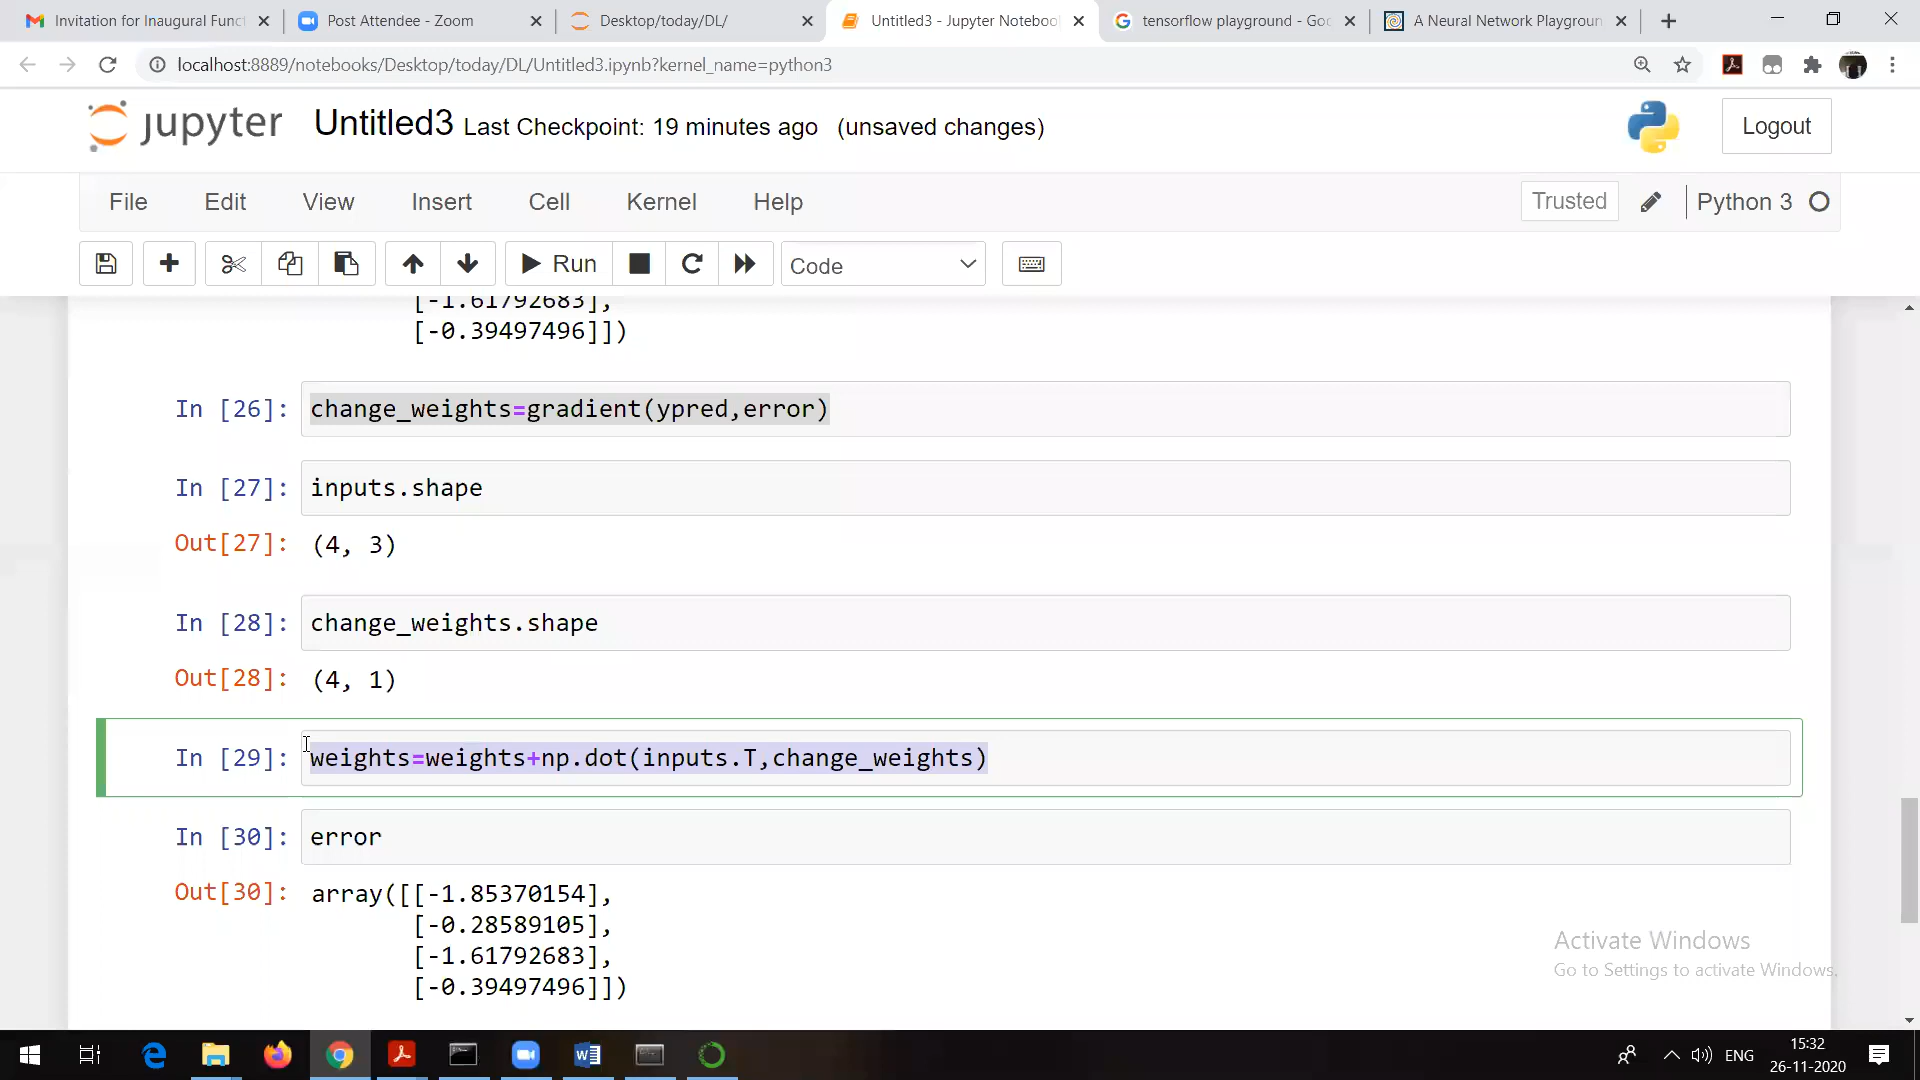 Invitation for Inaugural Func
Post Attendee - Zoom
Desktop/today/DL/
Untitled3 - Jupyter Noteboo
tensorflow playground - Goo
A Neural Network Playgroun
localhost:8889/notebooks/Desktop/today/DL/Untitled3.ipynb?kernel_name=python3
jupyter Untitled3 Last Checkpoint: 19 minutes ago (unsaved changes)
Logout
File Edit View Insert Cell Kernel Help
Trusted
Python 3
Run
Code
[-1.61792683],
[-0.39497496]])
In [26]: change_weights=gradient(ypred,error)
In [27]: inputs.shape
Out[27]: (4, 3)
In [28]: change_weights.shape
Out[28]: (4, 1)
In [29]: weights=weights+np.dot(inputs.T,change_weights)
In [30]: error
Out[30]: array([[-1.85370154],
[-0.28589105],
[-1.61792683],
[-0.39497496]])
Activate Windows
Go to Settings to activate Windows.
ENG
15:32
26-11-2020